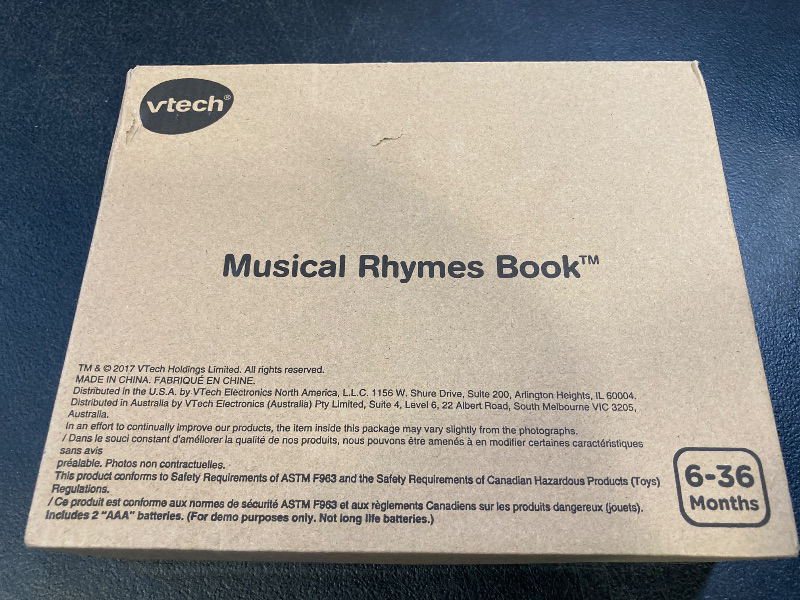 vtech®
Musical Rhymes Book™
TM & © 2017 VTech Holdings Limited. All rights reserved.
MADE IN CHINA. FABRIQUÉ EN CHINE.
Distributed in the U.S.A. by VTech Electronics North America, L.L.C. 1156 W. Shure Drive, Suite 200, Arlington Heights, IL 60004.
Distributed in Australia by VTech Electronics (Australia) Pty Limited, Suite 4, Level 6, 22 Albert Road, South Melbourne VIC 3205,
Australia.
In an effort to continually improve our products, the item inside this package may vary slightly from the photographs.
/ Dans le souci constant d'améliorer la qualité de nos produits, nous pouvons être amenés à en modifier certaines caractéristiques
sans avis
préalable. Photos non contractuelles.
This product conforms to Safety Requirements of ASTM F963 and the Safety Requirements of Canadian Hazardous Products (Toys)
Regulations.
/ Ce produit est conforme aux normes de sécurité ASTM F963 et aux règlements Canadiens sur les produits dangereux (jouets).
Includes 2 "AAA" batteries. (For demo purposes only. Not long life batteries.)
6-36
Months